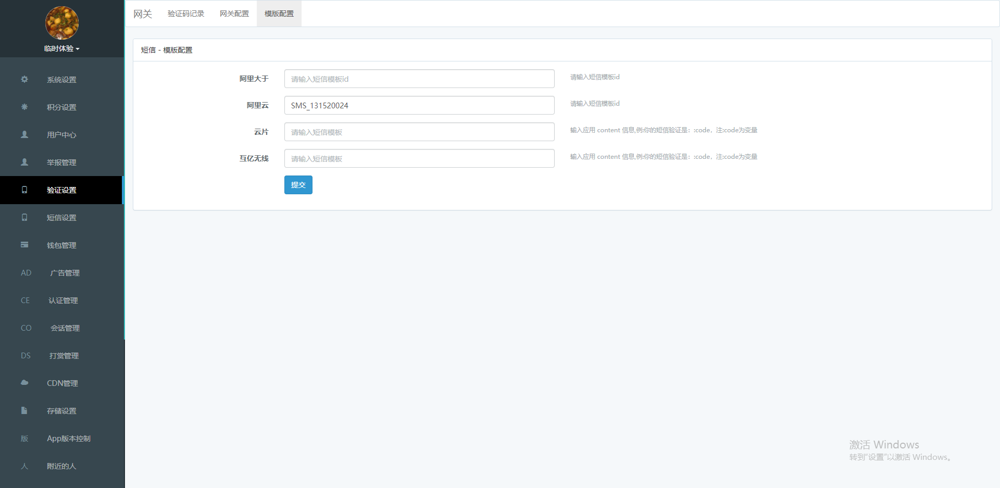 临时体验
系统设置
积分设置
用户中心
举报管理
验证设置
短信设置
钱包管理
AD 广告管理
CE 认证管理
CO 会话管理
DS 打赏管理
CDN管理
存储设置
版 App版本控制
人 附近的人
网关 验证码记录 网关配置 模版配置
短信 - 模版配置
阿里大于 请输入短信模板id 请输入短信模板id
阿里云 SMS_131520024 请输入短信模板id
云片 请输入短信模板 输入应用 content 信息,例:你的短信验证是：:code，注:code为变量
互亿无线 请输入短信模板 输入应用 content 信息,例:你的短信验证是：:code，注:code为变量
提交
激活 Windows
转到"设置"以激活 Windows。